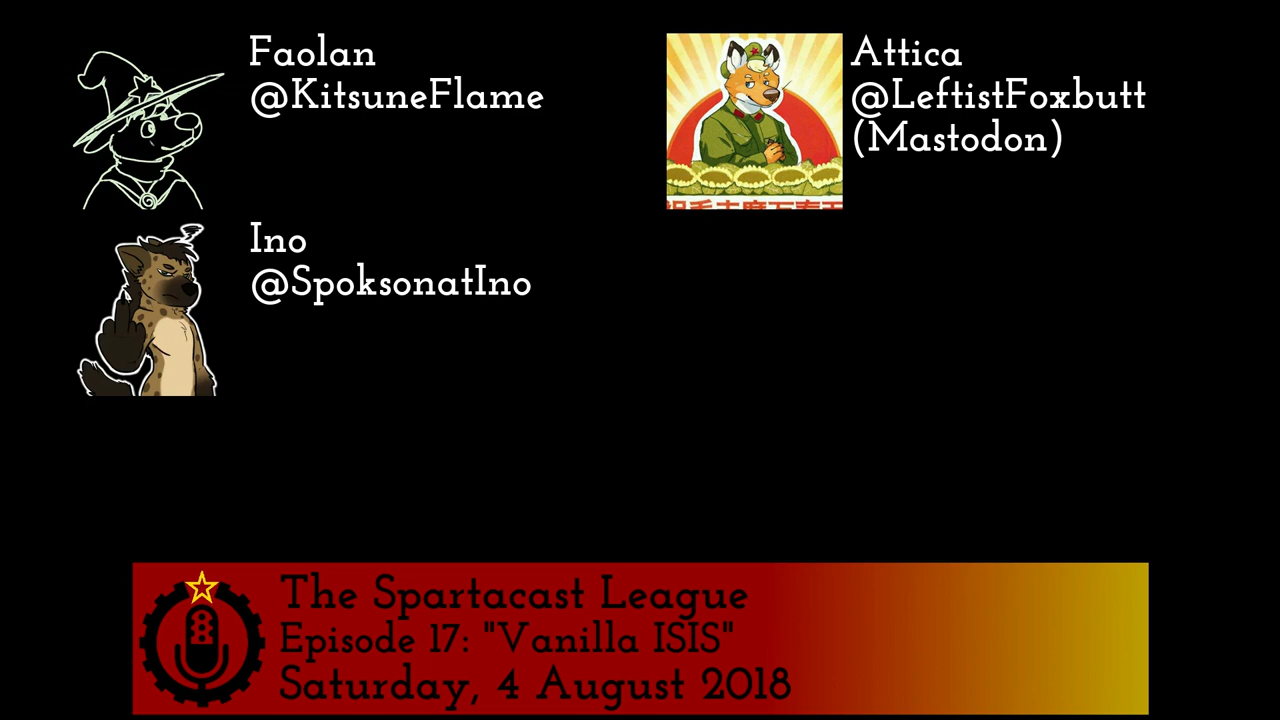 Faolan
@KitsuneFlame
Attica
@LeftistFoxbutt
(Mastodon)
Ino
@SpoksonatIno
The Spartacast League
Episode 17: "Vanilla ISIS"
Saturday, 4 August 2018